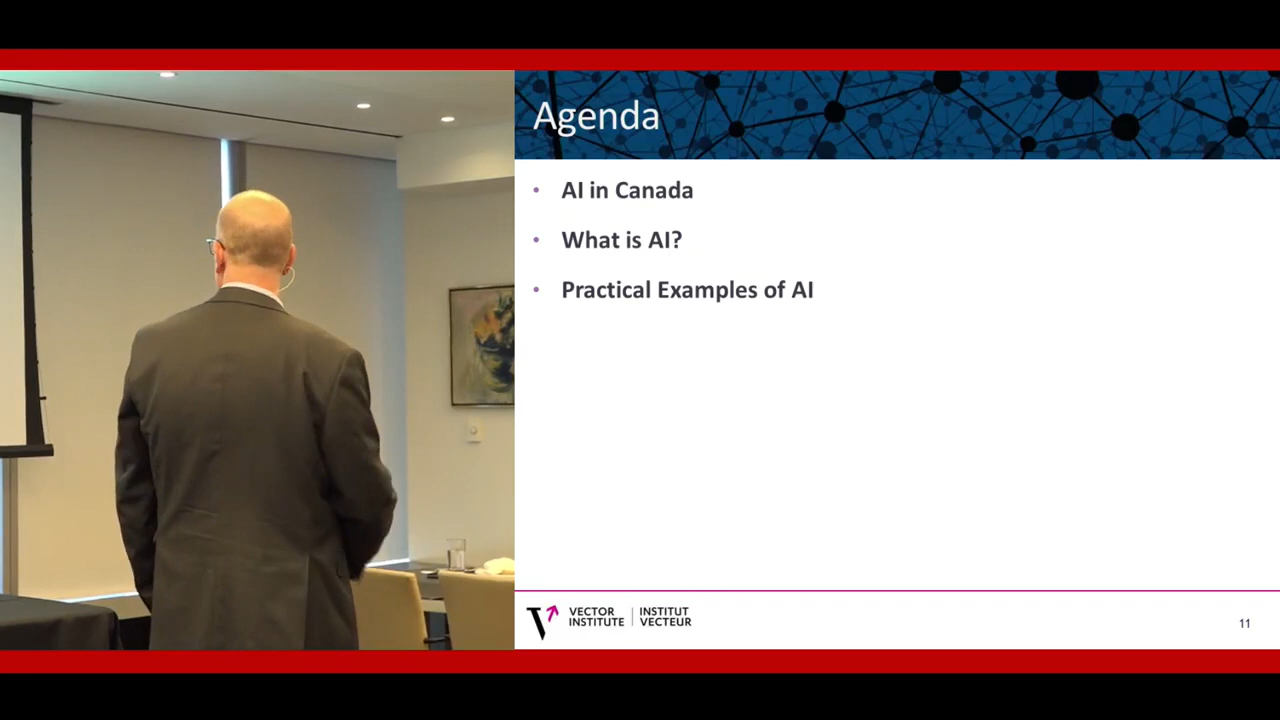 Agenda
• AI in Canada
• What is AI?
• Practical Examples of AI
VECTOR INSTITUTE | INSTITUT VECTEUR
11